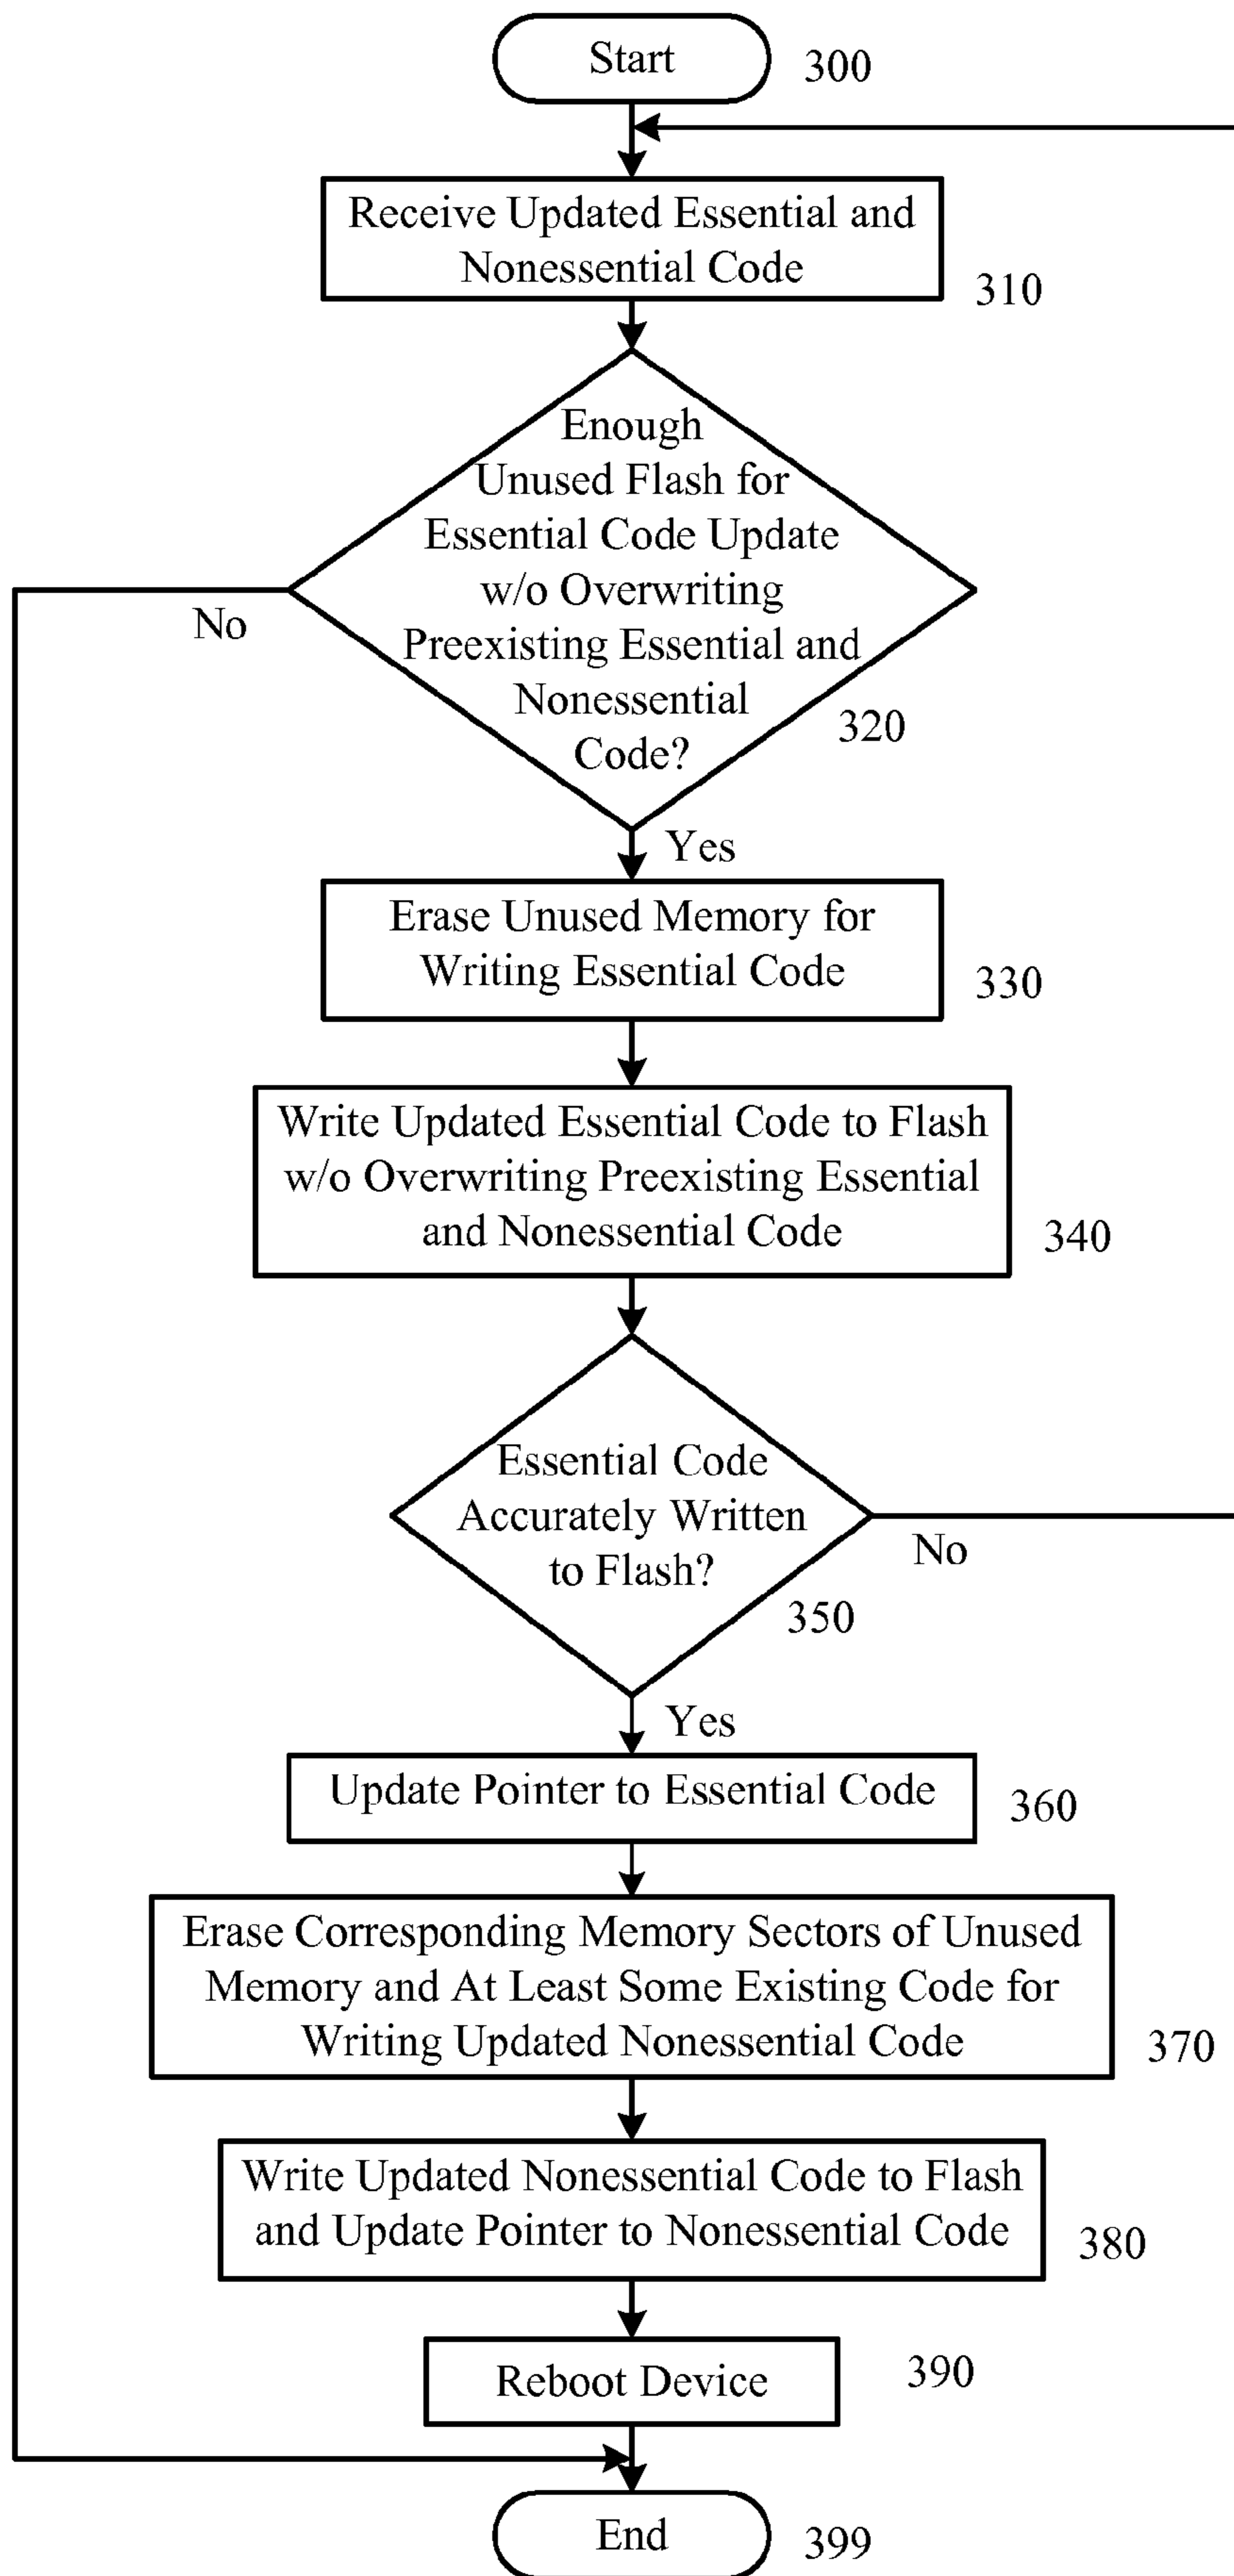 Start
300
Receive Updated Essential and
Nonessential Code
310
Enough
Unused Flash for
Essential Code Update
w/o Overwriting
Preexisting Essential and
Nonessential
Code?
No
320
Yes
Erase Unused Memory for
Writing Essential Code
330
Write Updated Essential Code to Flash
w/o Overwriting Preexisting Essential
and Nonessential Code
340
Essential Code
Accurately Written
to Flash?
No
350
Yes
Update Pointer to Essential Code
360
Erase Corresponding Memory Sectors of Unused
Memory and At Least Some Existing Code for
Writing Updated Nonessential Code
370
Write Updated Nonessential Code to Flash
and Update Pointer to Nonessential Code
380
Reboot Device
390
End
399